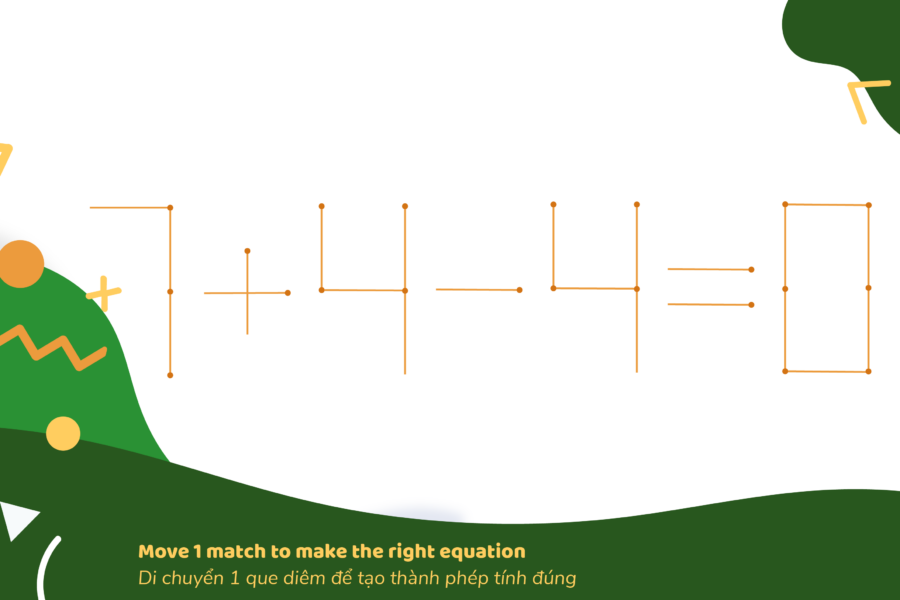 7+4-4=0
Move 1 match to make the right equation
Di chuyển 1 que diêm để tạo thành phép tính đúng